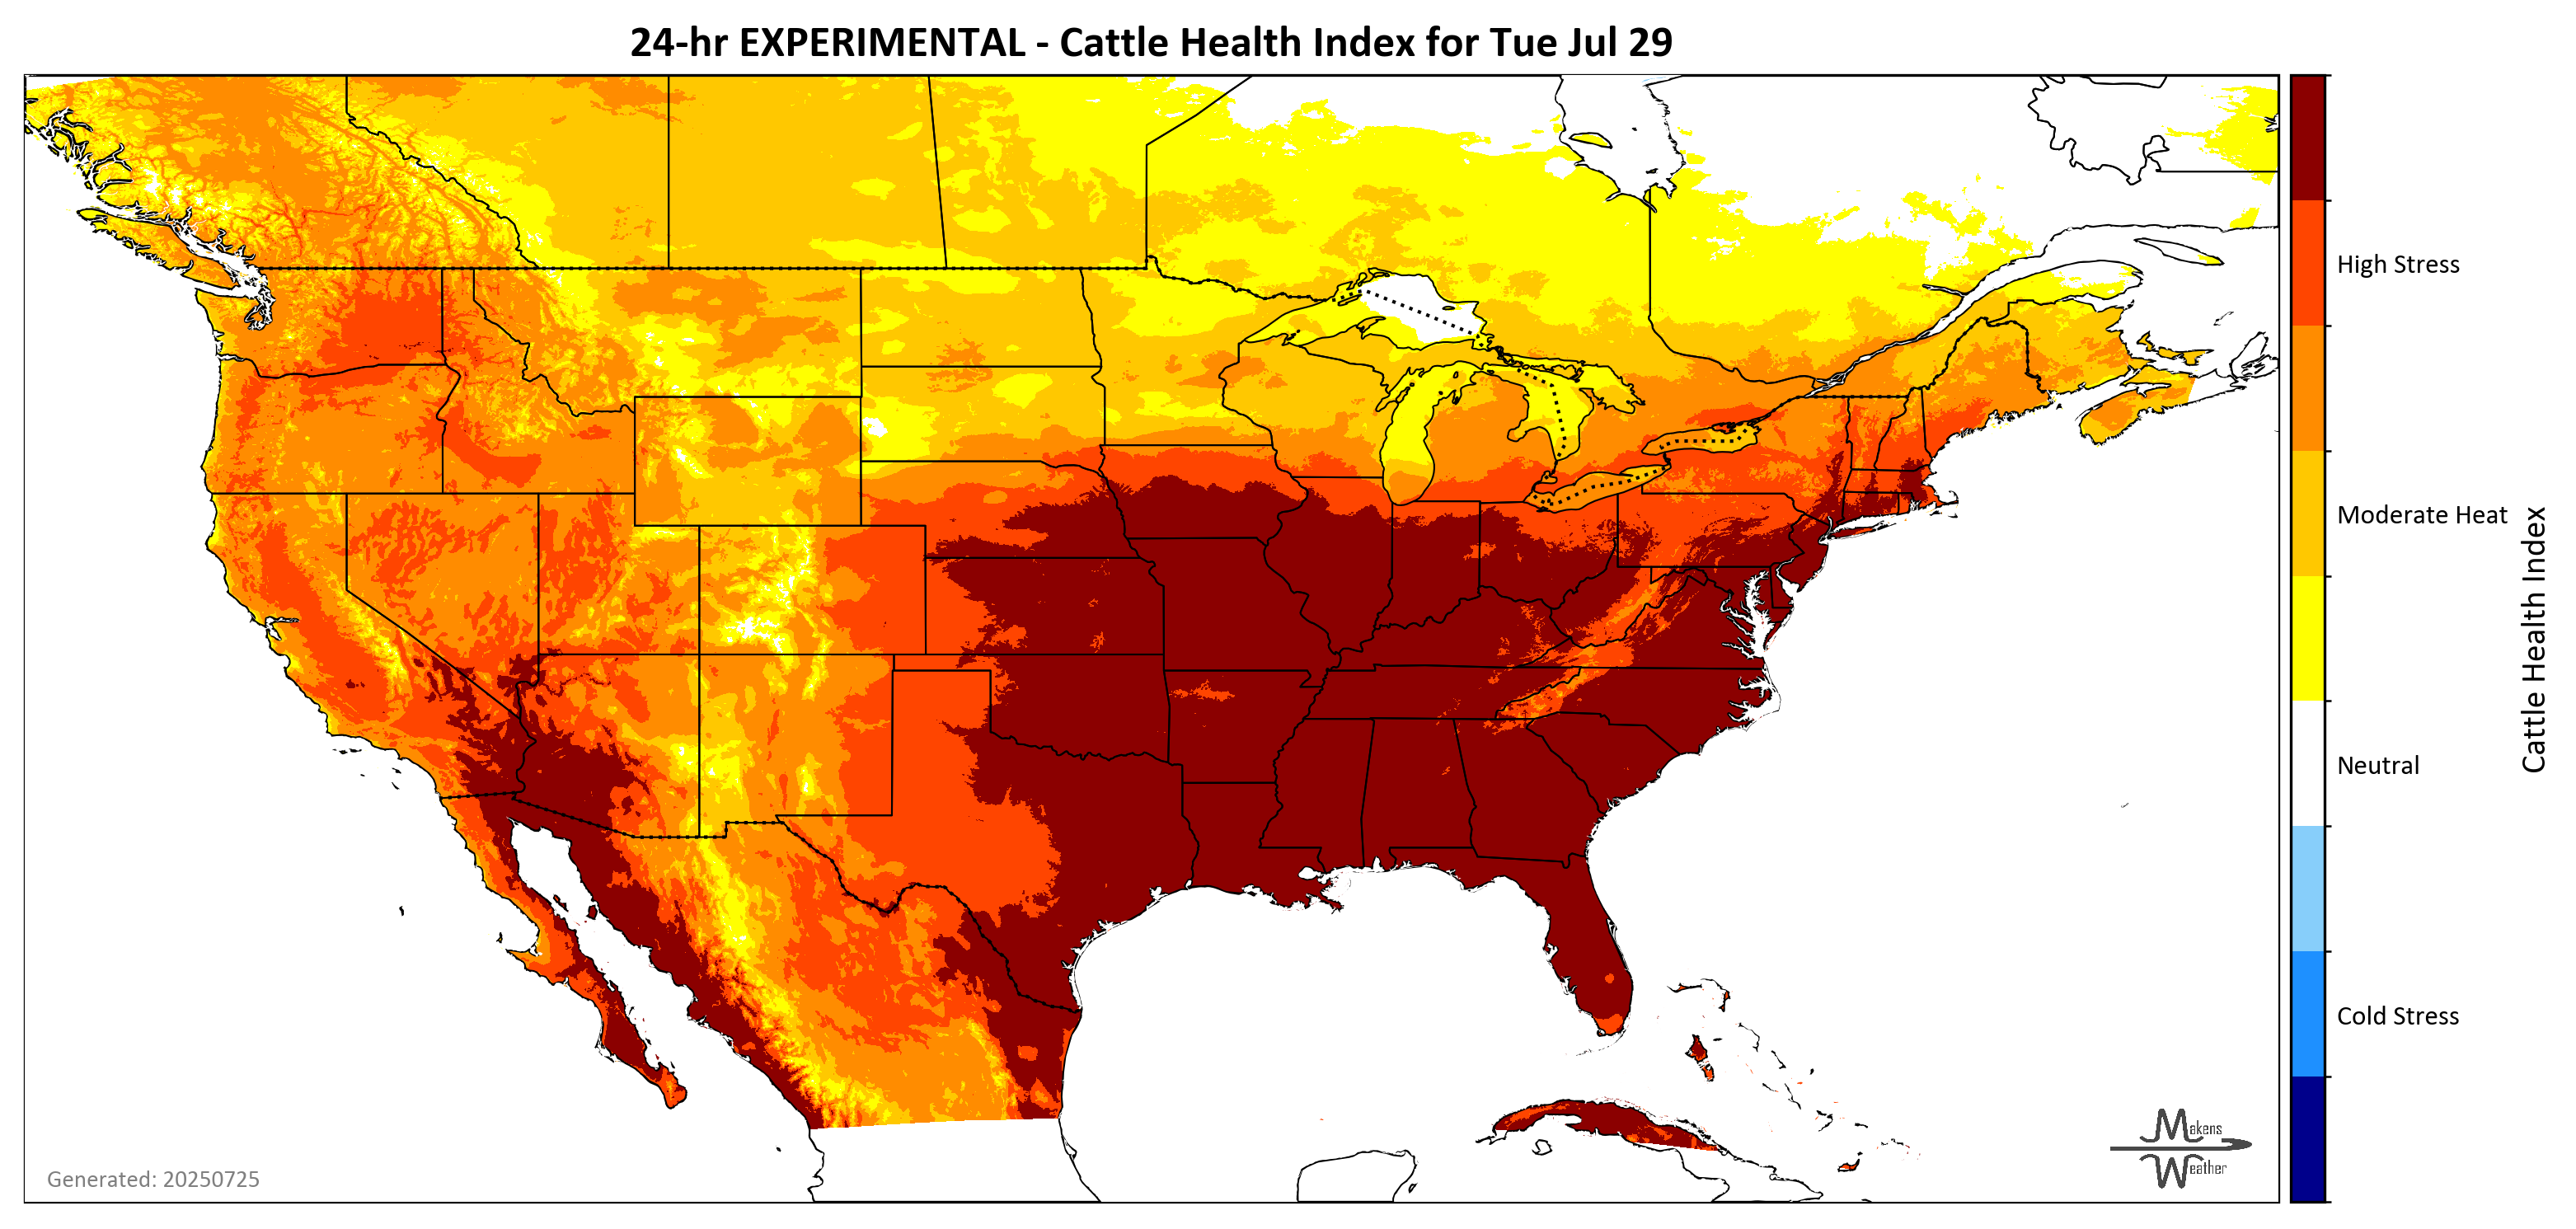 24-hr EXPERIMENTAL - Cattle Health Index for Tue Jul 29
High Stress
Moderate Heat
Neutral
Cold Stress
Cattle Health Index
Generated: 20250725
Makens
Weather